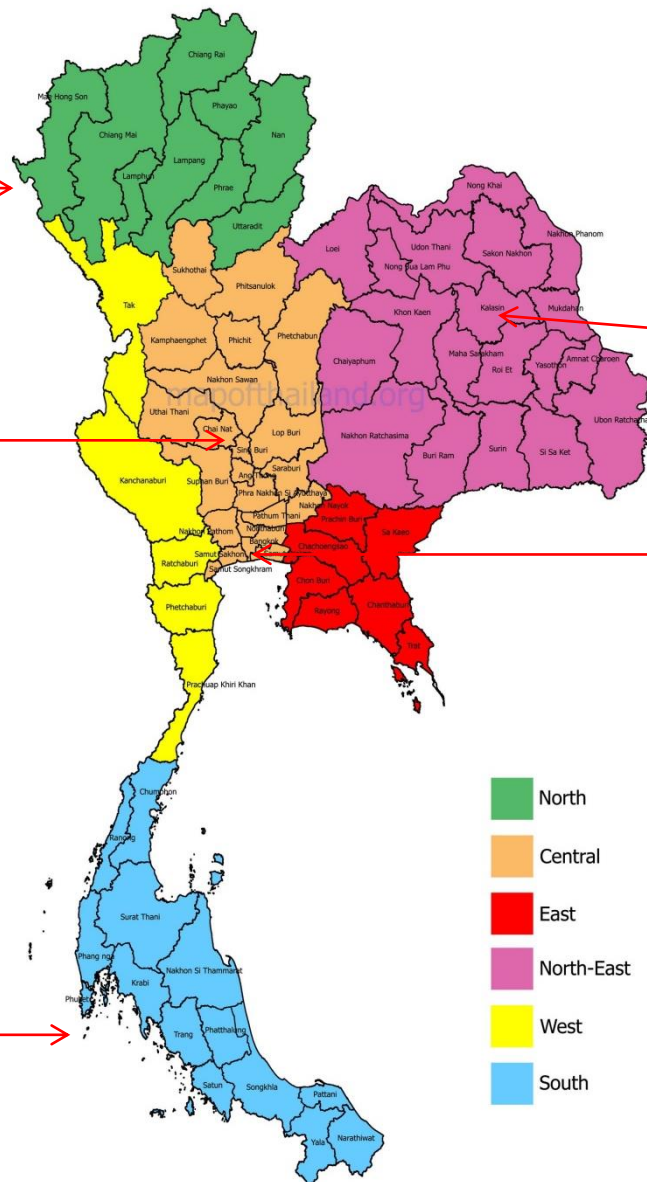 Chiang Rai
Mae Hong Son
Phayao
Chiang Mai
Nan
Lampang
Lamphun
Phrae
Uttaradit
Nong Khai
Nakhon Phanom
Loei
Udon Thani
Sakon Nakhon
Nong Bua Lam Phu
Sukhothai
Phitsanulok
Tak
Khon Kaen
Kalasin
Mukdahan
Kamphaengphet
Phichit
Phetchabun
Chaiyaphum
Maha Sarakham
Roi Et
Yasothon
Amnat Charoen
Nakhon Sawan
mapofthailand.org
Uthai Thani
Chai Nat
Lop Buri
Sing Buri
Nakhon Ratchasima
Buri Ram
Surin
Si Sa Ket
Ubon Ratchathani
Kanchanaburi
Suphan Buri
Ang Thong
Saraburi
Phra Nakhon Si Ayutthaya
Nakhon Nayok
Pathum Thani
Prachin Buri
Sa Kaeo
Nakhon Pathom
Nonthaburi
Bangkok
Chachoengsao
Ratchaburi
Samut Sakhon
Samut
Samut Songkhram
Chon Buri
Phetchaburi
Rayong
Chanthaburi
Trat
Prachuap Khiri Khan
Chumphon
Ranong
Surat Thani
Phang nga
Nakhon Si Thammarat
Krabi
Phuket
Trang
Phatthalung
Satun
Songkhla
Pattani
Yala
Narathiwat
North
Central
East
North-East
West
South